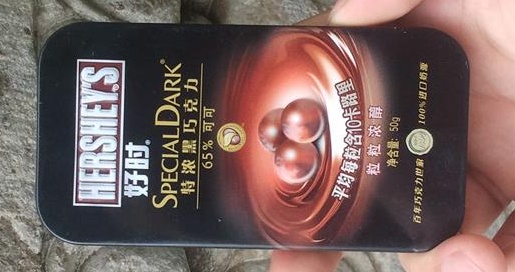 HERSHEY'S
好时
SPECIAL DARK®
特浓黑巧克力
65% 可可
平均每粒含10卡路里
粒粒浓醇
净含量: 50g
100%进口奶源
百年巧克力世家